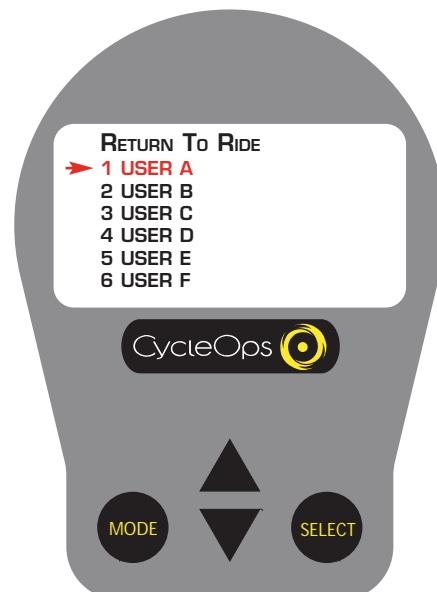 Return To Ride
1 USER A
2 USER B
3 USER C
4 USER D
5 USER E
6 USER F
CycleOps
MODE
SELECT